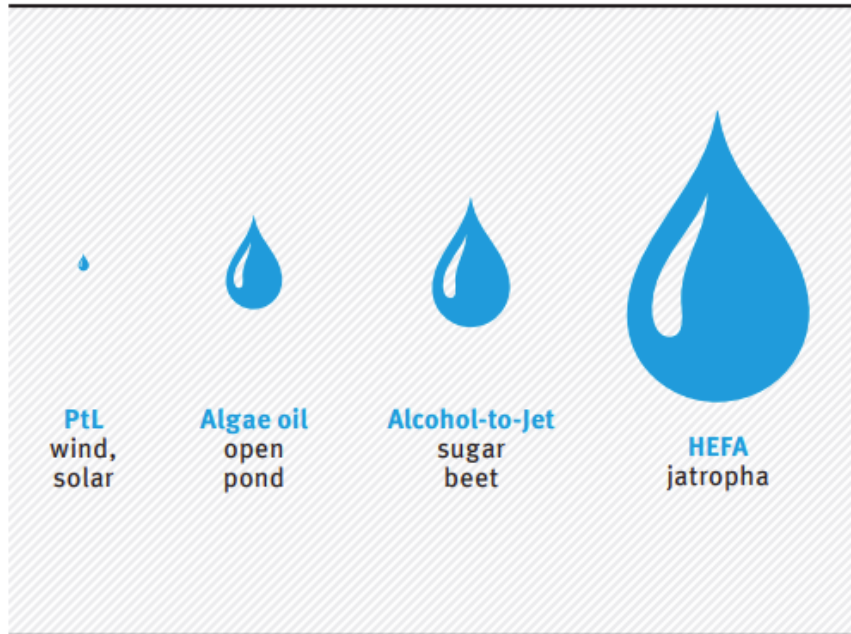 PtL
wind,
solar
Algae oil
open
pond
Alcohol-to-Jet
sugar
beet
HEFA
jatropha